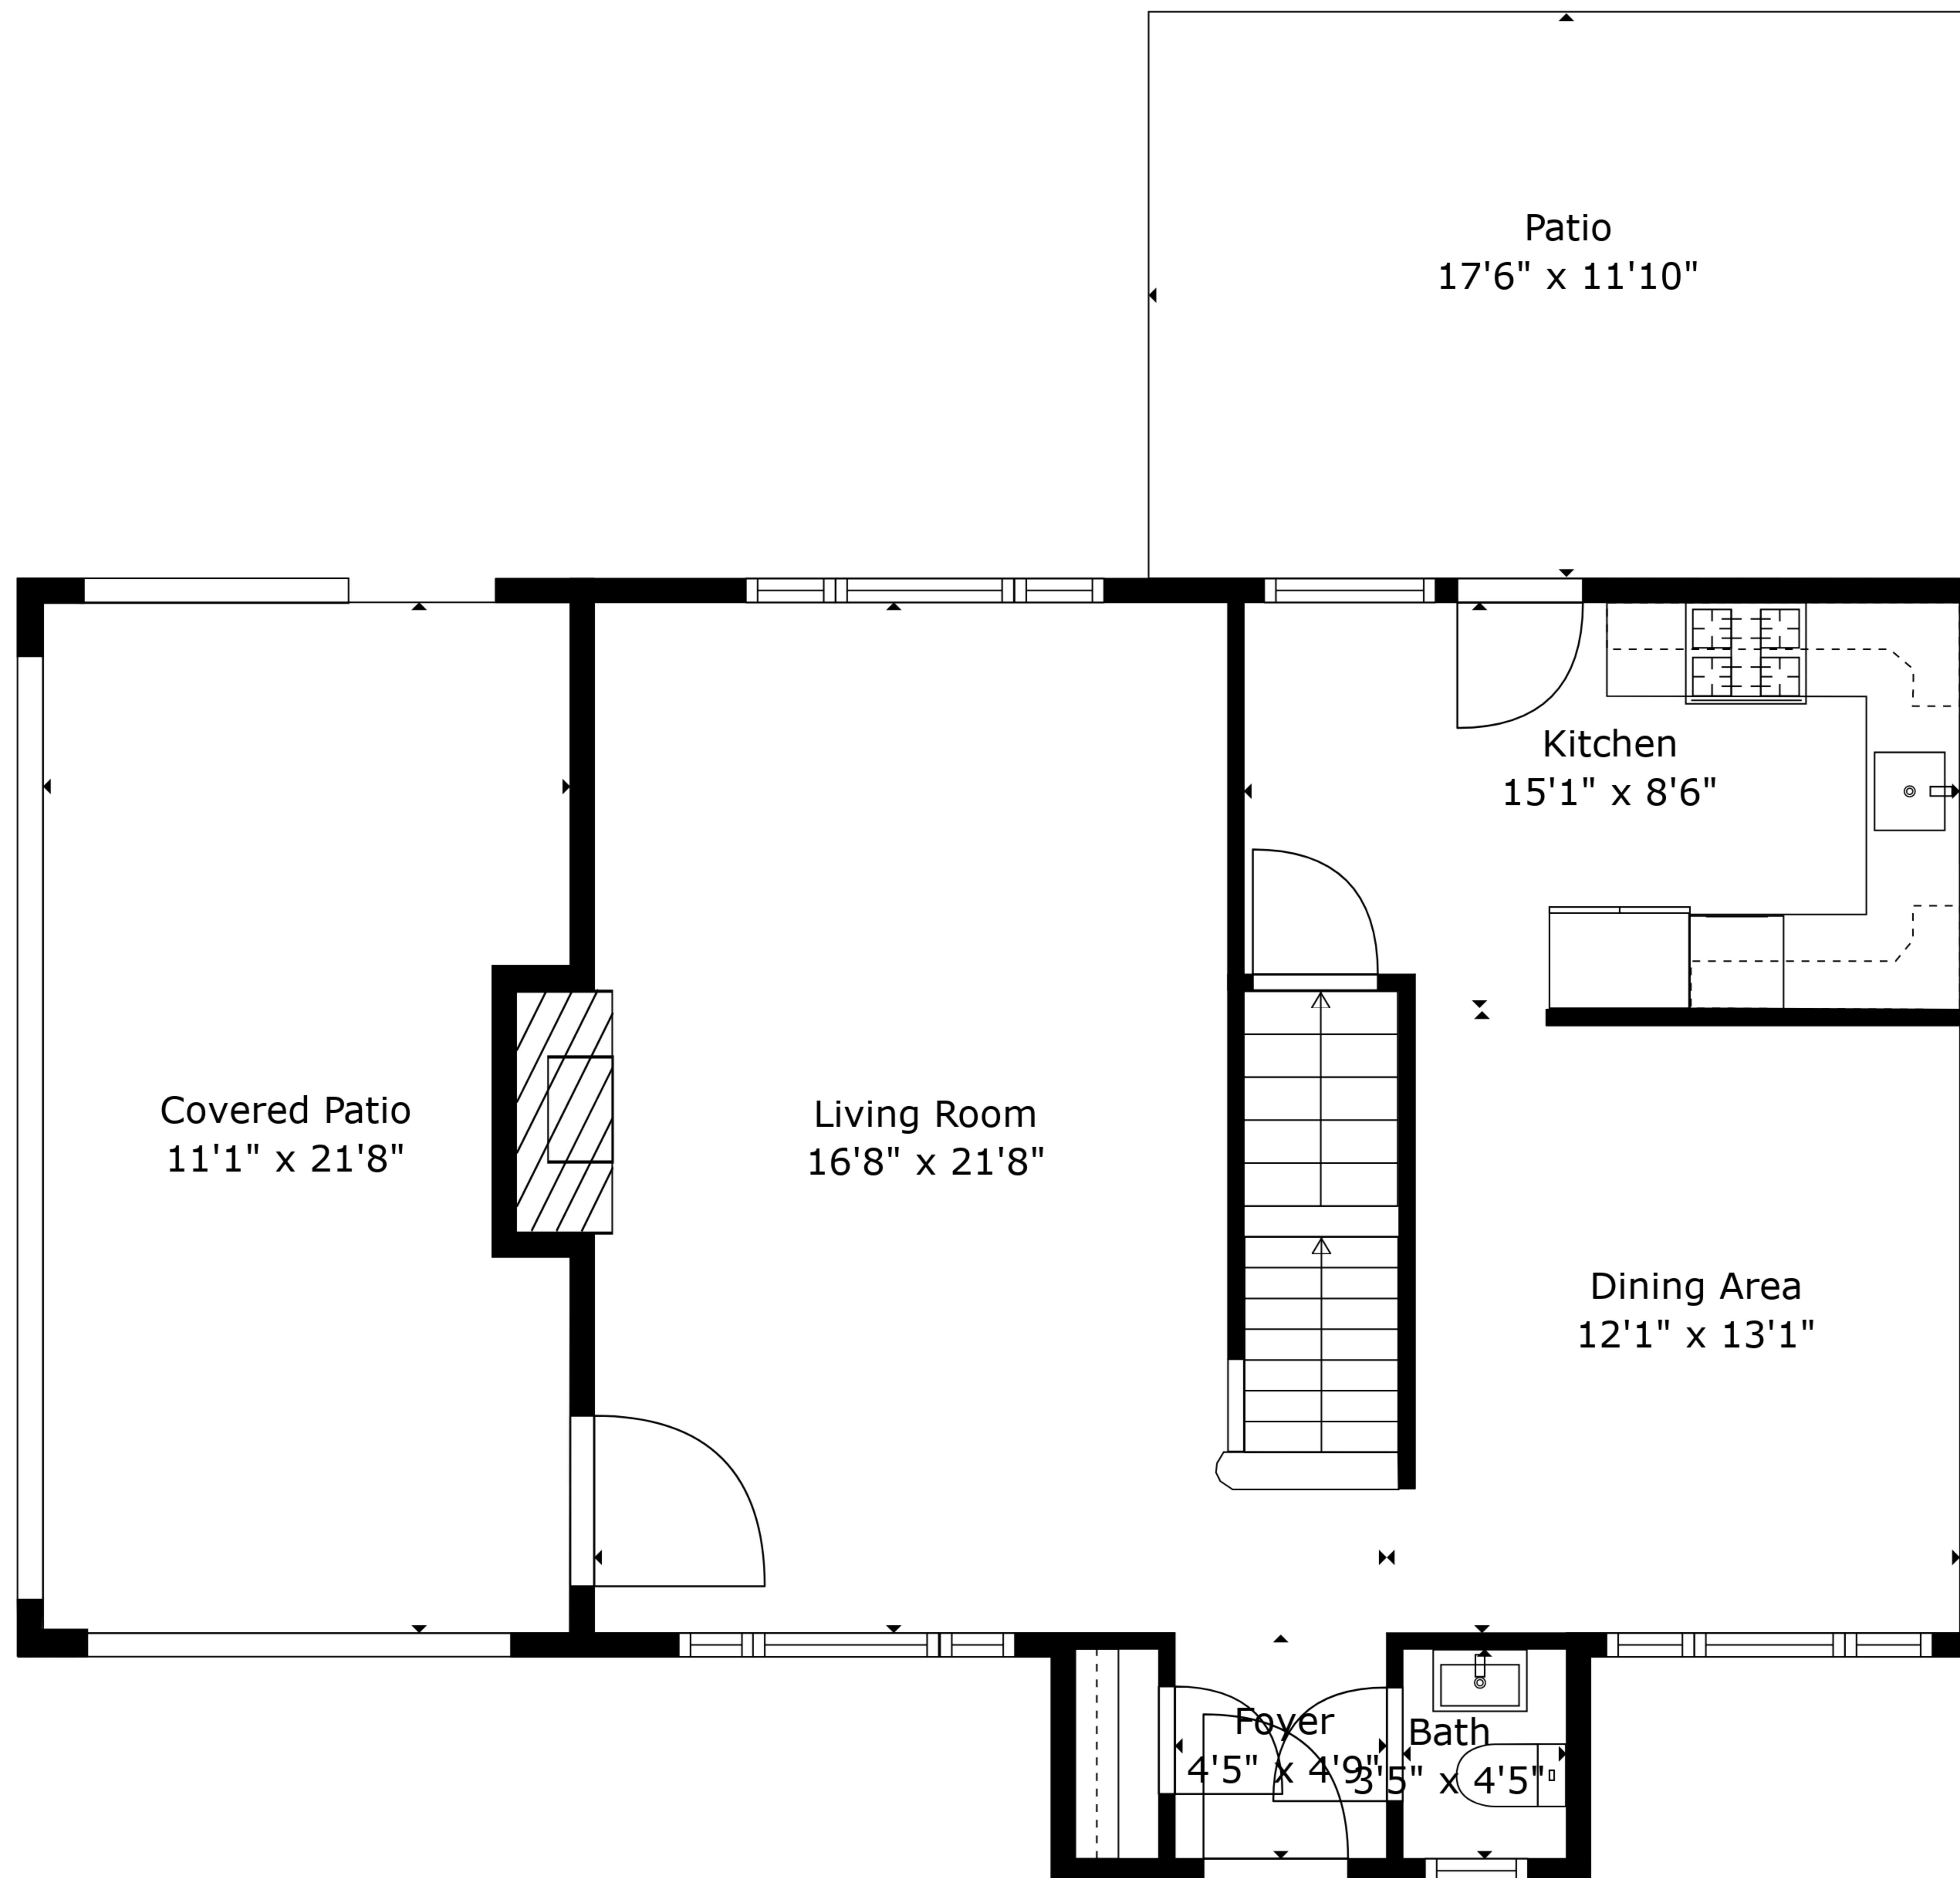 Patio
17'6" x 11'10"
Kitchen
15'1" x 8'6"
Covered Patio
11'1" x 21'8"
Living Room
16'8" x 21'8"
Dining Area
12'1" x 13'1"
Foyer
4'5" x 4'9"
Bath
3'5" x 4'5"